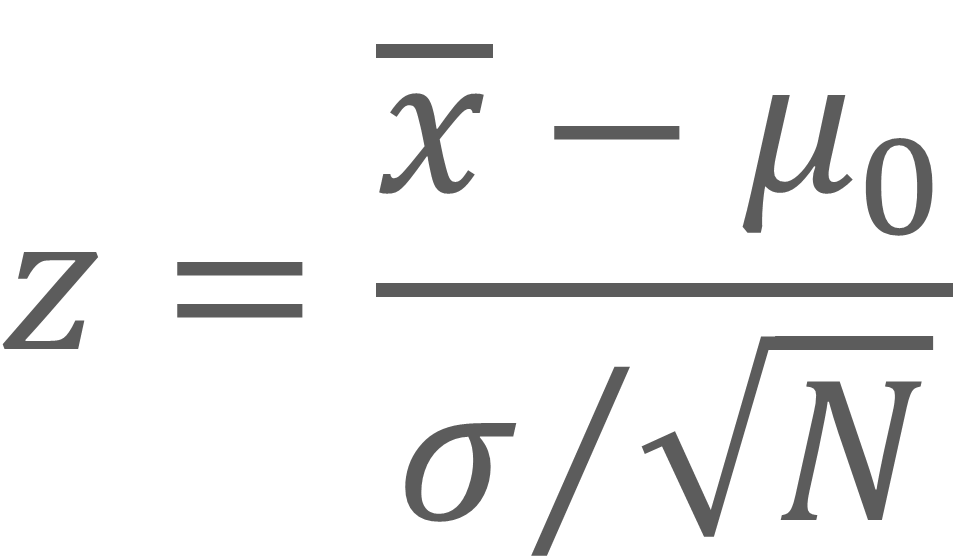 z = (x̅ − μ₀) / (σ/√N)